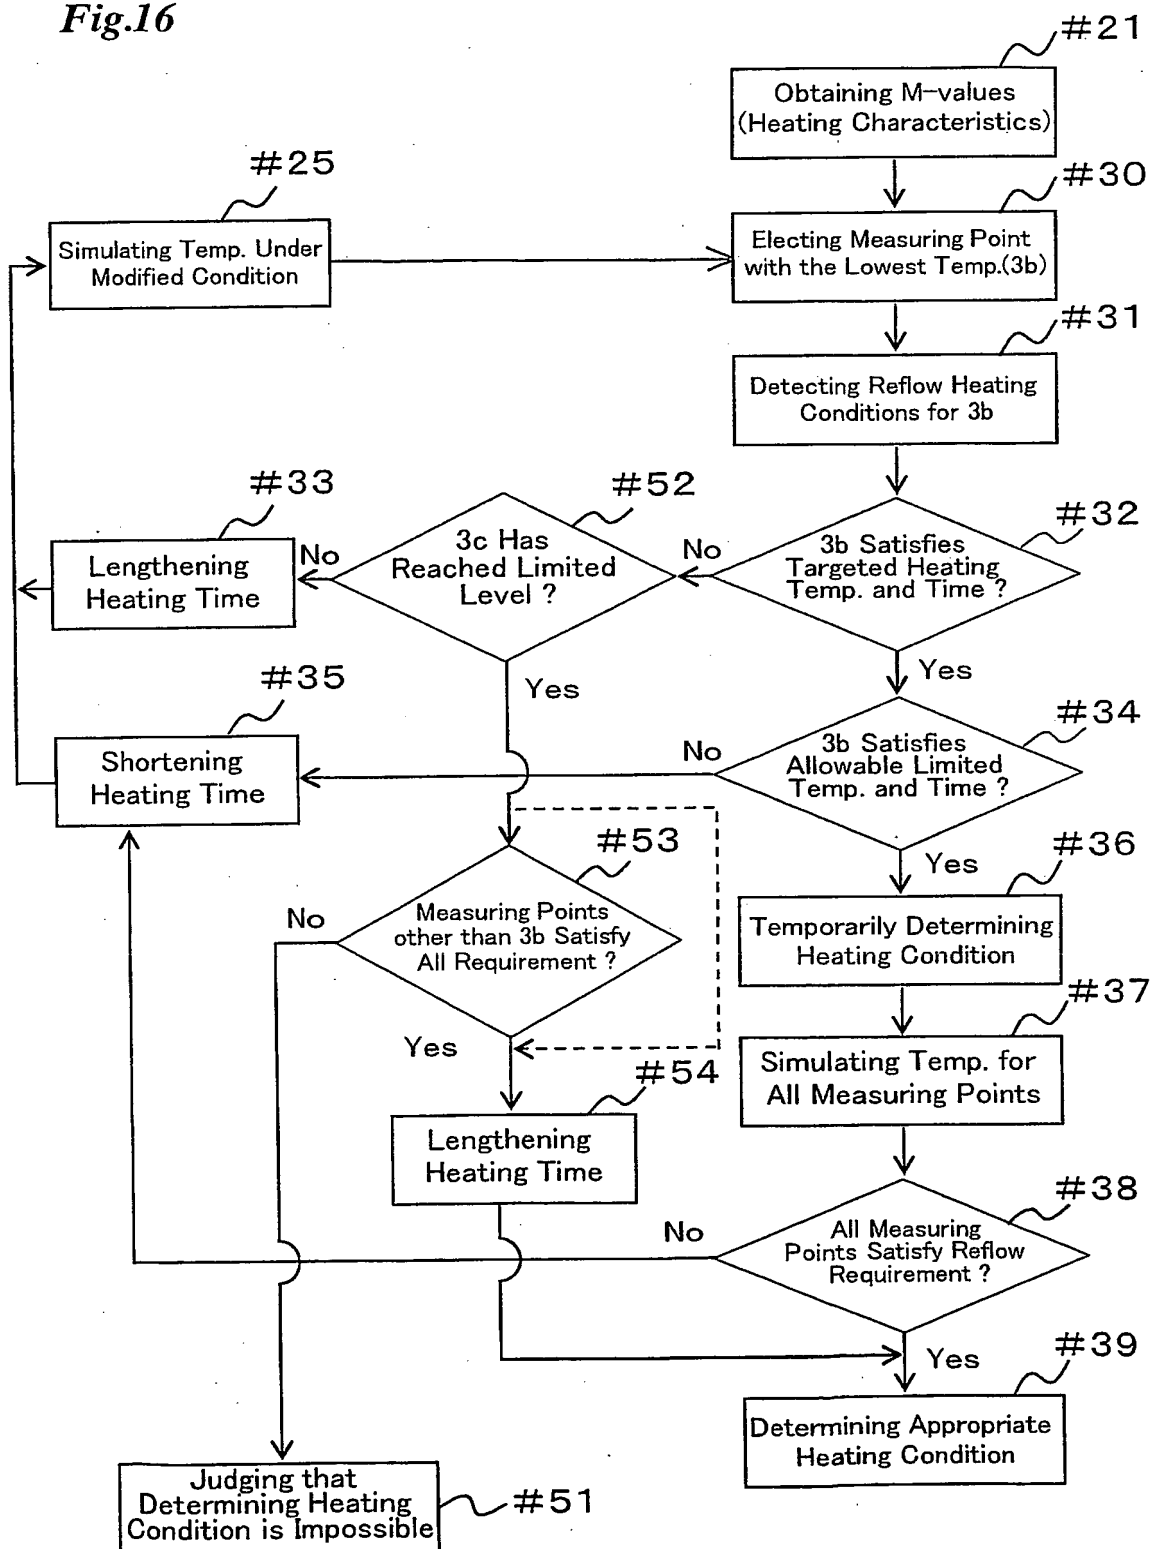 Fig.16
#21
Obtaining M-values
(Heating Characteristics)
#25
Simulating Temp. Under
Modified Condition
#30
Electing Measuring Point
with the Lowest Temp.(3b)
#31
Detecting Reflow Heating
Conditions for 3b
#33
Lengthening
Heating Time
No
#52
3c Has
Reached Limited
Level ?
No
#32
3b Satisfies
Targeted Heating
Temp. and Time ?
Yes
Yes
#35
Shortening
Heating Time
No
#34
3b Satisfies
Allowable Limited
Temp. and Time ?
Yes
#53
No
Measuring Points
other than 3b Satisfy
All Requirement ?
Yes
#36
Temporarily Determining
Heating Condition
#37
Simulating Temp. for
All Measuring Points
#54
Lengthening
Heating Time
No
#38
All Measuring
Points Satisfy Reflow
Requirement ?
Yes
#39
Determining Appropriate
Heating Condition
Judging that
Determining Heating
Condition is Impossible
#51